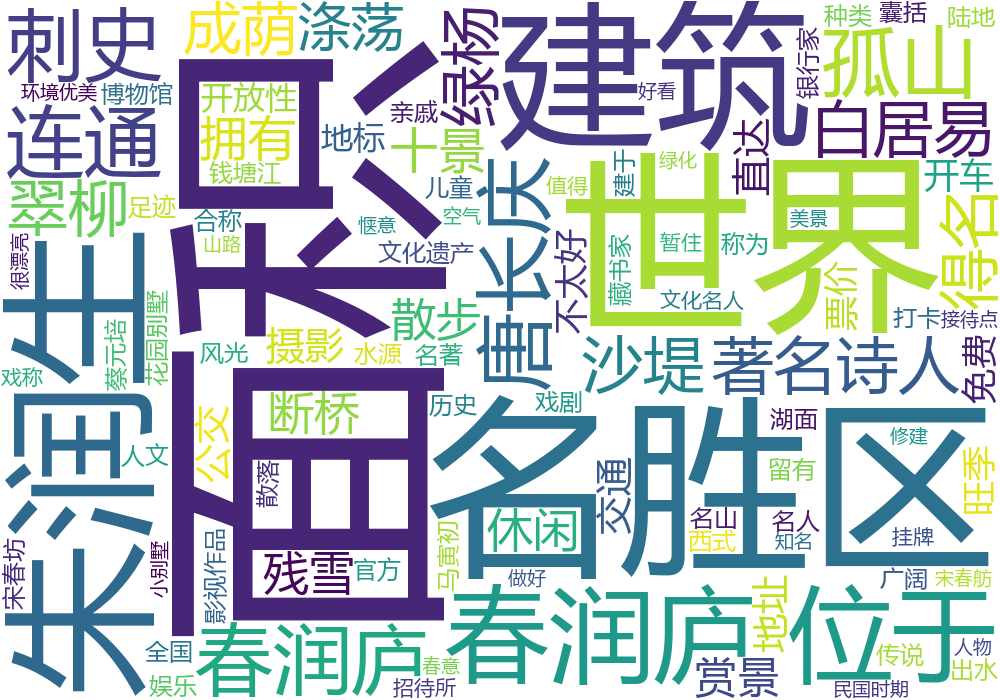 刺史
成荫
涤荡
绿杨
建筑
种类
囊括
陆地
孤山
银行家
白居易
环境优美
博物馆
开放性
亲戚
好看
连通
拥有
地标
十景
钱塘江
直达
开车
翠柳
足迹
合称
儿童
值得
建于
绿化
世界
得名
很漂亮
山路
惬意
空气
唐长庆
不太好
藏书家
暂住
称为
美景
文化遗产
文化名人
票价
打卡
接待点
花园别墅
蔡元培
戏称
朱润生
风光
摄影
水源
散步
名著
沙堤
著名诗人
免费
断桥
历史
戏剧
湖面
修建
人文
公交
散落
名胜区
交通
留有
旺季
宋春坊
小别墅
影视作品
残雪
官方
马寅初
休闲
名山
名人
西式
知名
挂牌
做好
广阔
宋春舫
全国
娱乐
春润庐
春意
招待所
春润庐
地址
赏景
位于
传说
人物
出水
民国时期